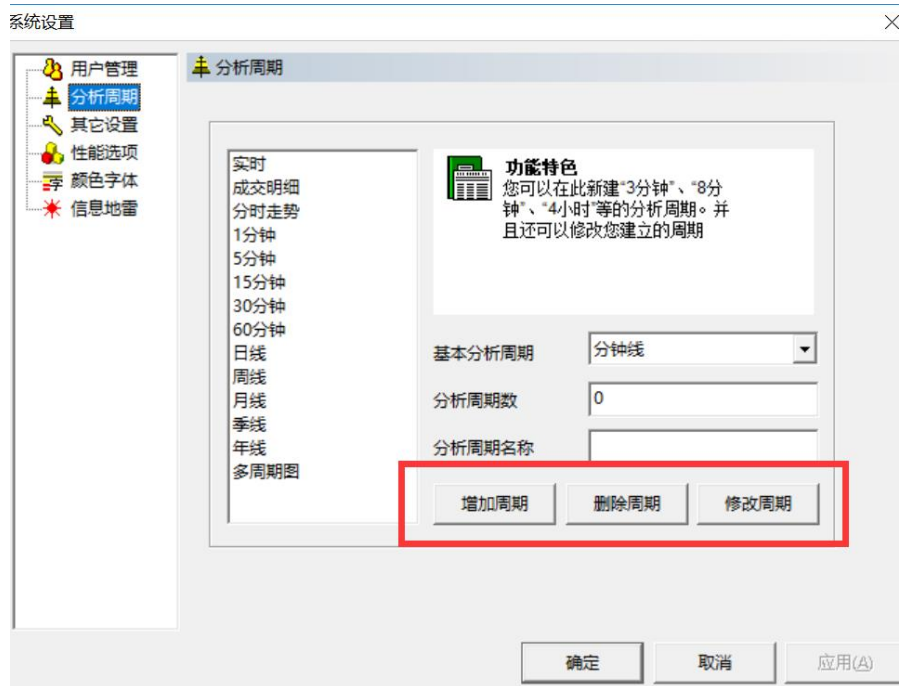 系统设置
用户管理
分析周期
其它设置
性能选项
颜色字体
信息地雷
分析周期
实时
成交明细
分时走势
1分钟
5分钟
15分钟
30分钟
60分钟
日线
周线
月线
季线
年线
多周期图
功能特色
您可以在此新建“3分钟”、“8分
钟”、“4小时”等的分析周期。并
且还可以修改您建立的周期
基本分析周期 分钟线
分析周期数 0
分析周期名称
增加周期 删除周期 修改周期
确定 取消 应用(A)